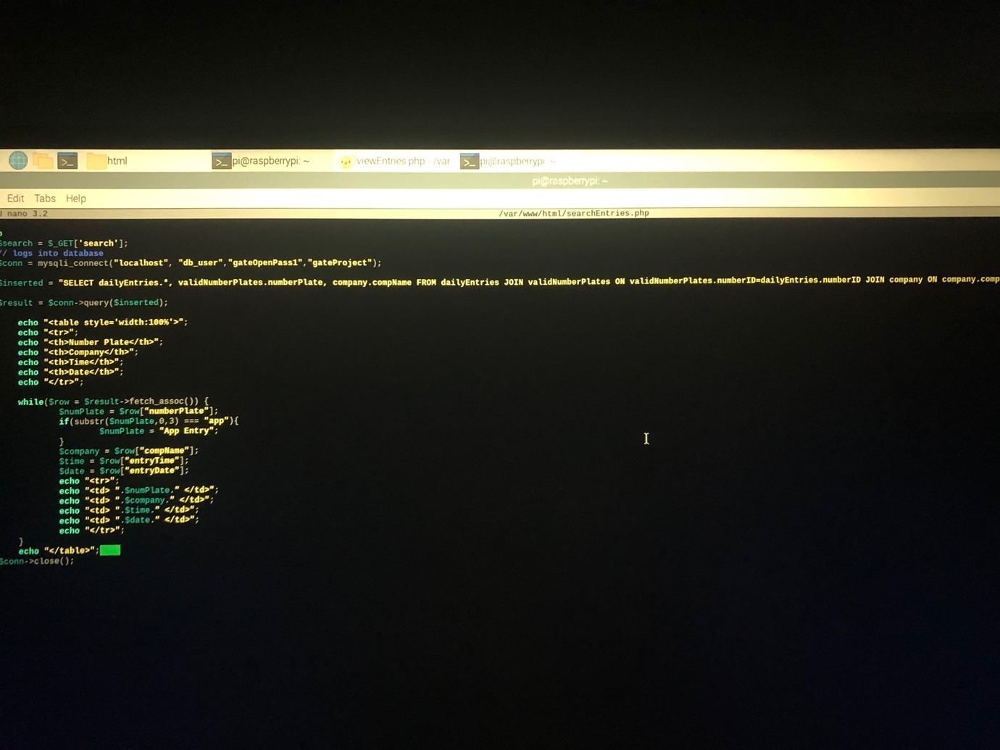 html pi@raspberrypi: ~ viewEntries.php - /var pi@raspberrypi: ~
pi@raspberrypi: ~
Edit Tabs Help
nano 3.2 /var/www/html/searchEntries.php
$search = $_GET['search'];
// logs into database
$conn = mysqli_connect("localhost", "db_user","gateOpenPass1","gateProject");
$inserted = "SELECT dailyEntries.*, validNumberPlates.numberPlate, company.compName FROM dailyEntries JOIN validNumberPlates ON validNumberPlates.numberID=dailyEntries.numberID JOIN company ON company.comp
$result = $conn->query($inserted);
echo "<table style='width:100%'>";
echo "<tr>";
echo "<th>Number Plate</th>";
echo "<th>Company</th>";
echo "<th>Time</th>";
echo "<th>Date</th>";
echo "</tr>";
while($row = $result->fetch_assoc()) {
$numPlate = $row["numberPlate"];
if(substr($numPlate,0,3) === "app"){
$numPlate = "App Entry";
}
$company = $row["compName"];
$time = $row["entryTime"];
$date = $row["entryDate"];
echo "<tr>";
echo "<td> ".$numPlate." </td>";
echo "<td> ".$company." </td>";
echo "<td> ".$time." </td>";
echo "<td> ".$date." </td>";
echo "</tr>";
}
echo "</table>";
$conn->close();